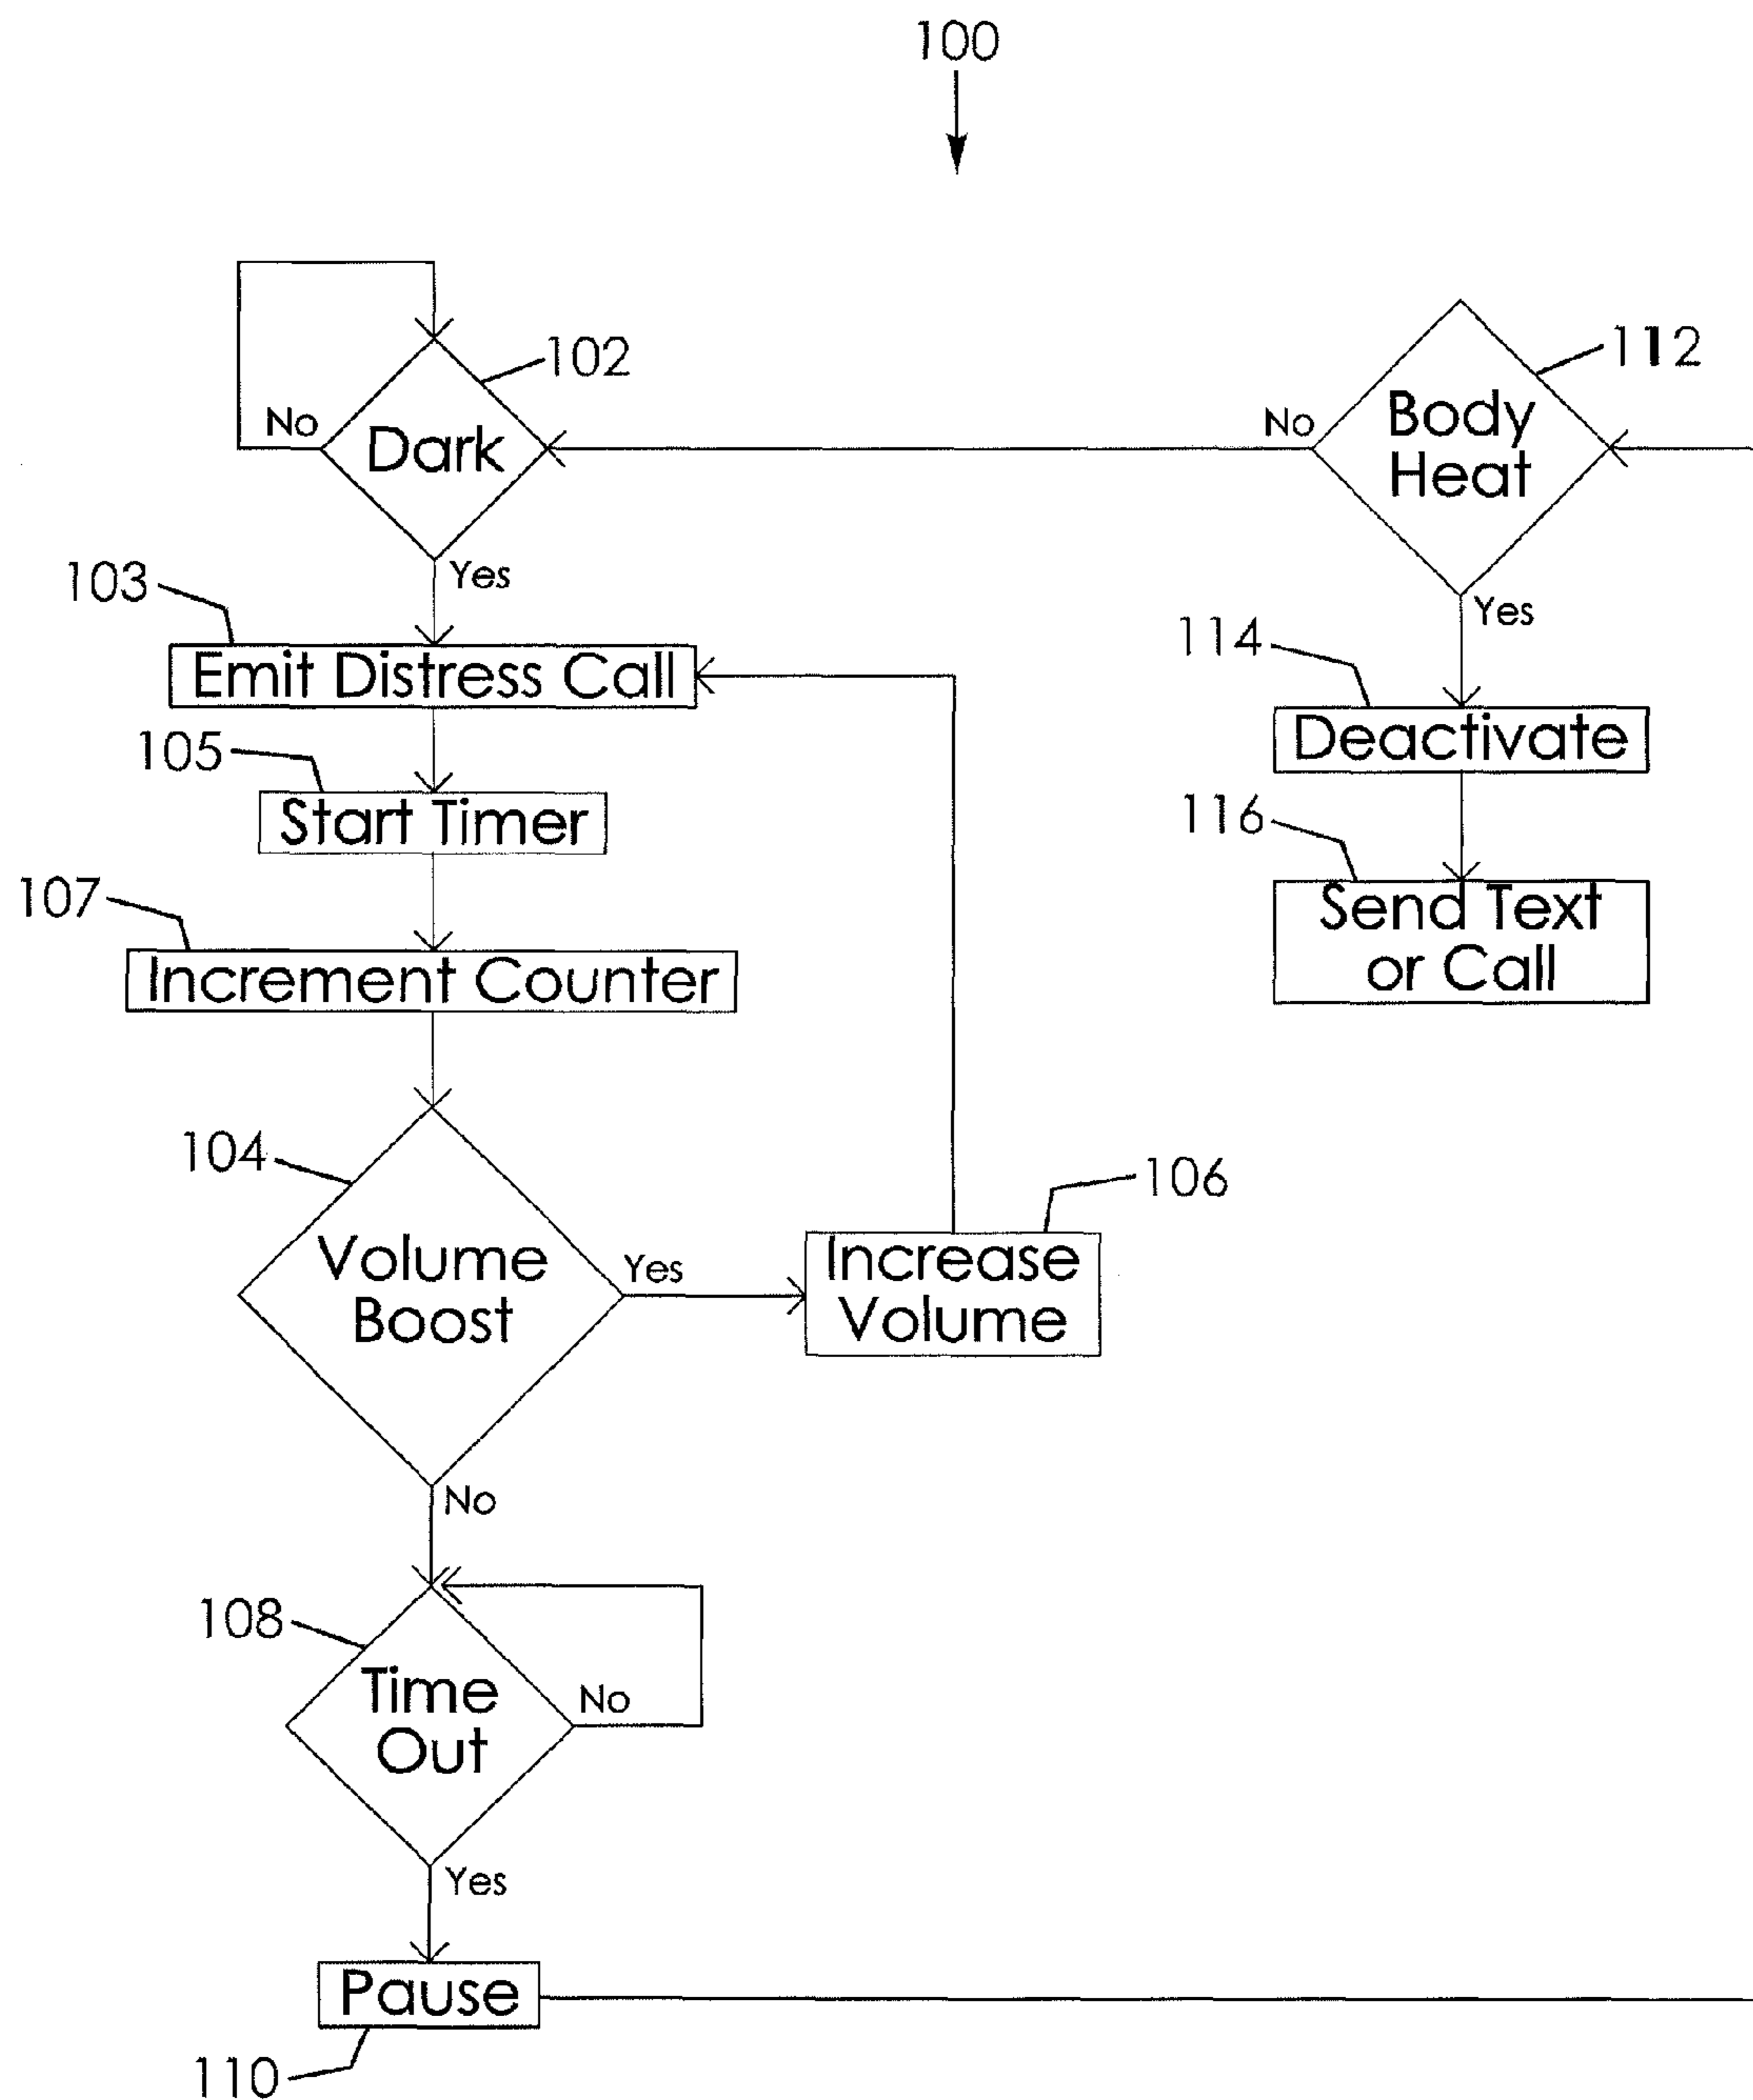 100
102
No
Dark
Yes
103
Emit Distress Call
105
Start Timer
107
Increment Counter
104
Volume
Boost
Yes
106
Increase
Volume
No
108
Time
Out
No
Yes
Pause
110
112
No
Body
Heat
Yes
114
Deactivate
116
Send Text
or Call